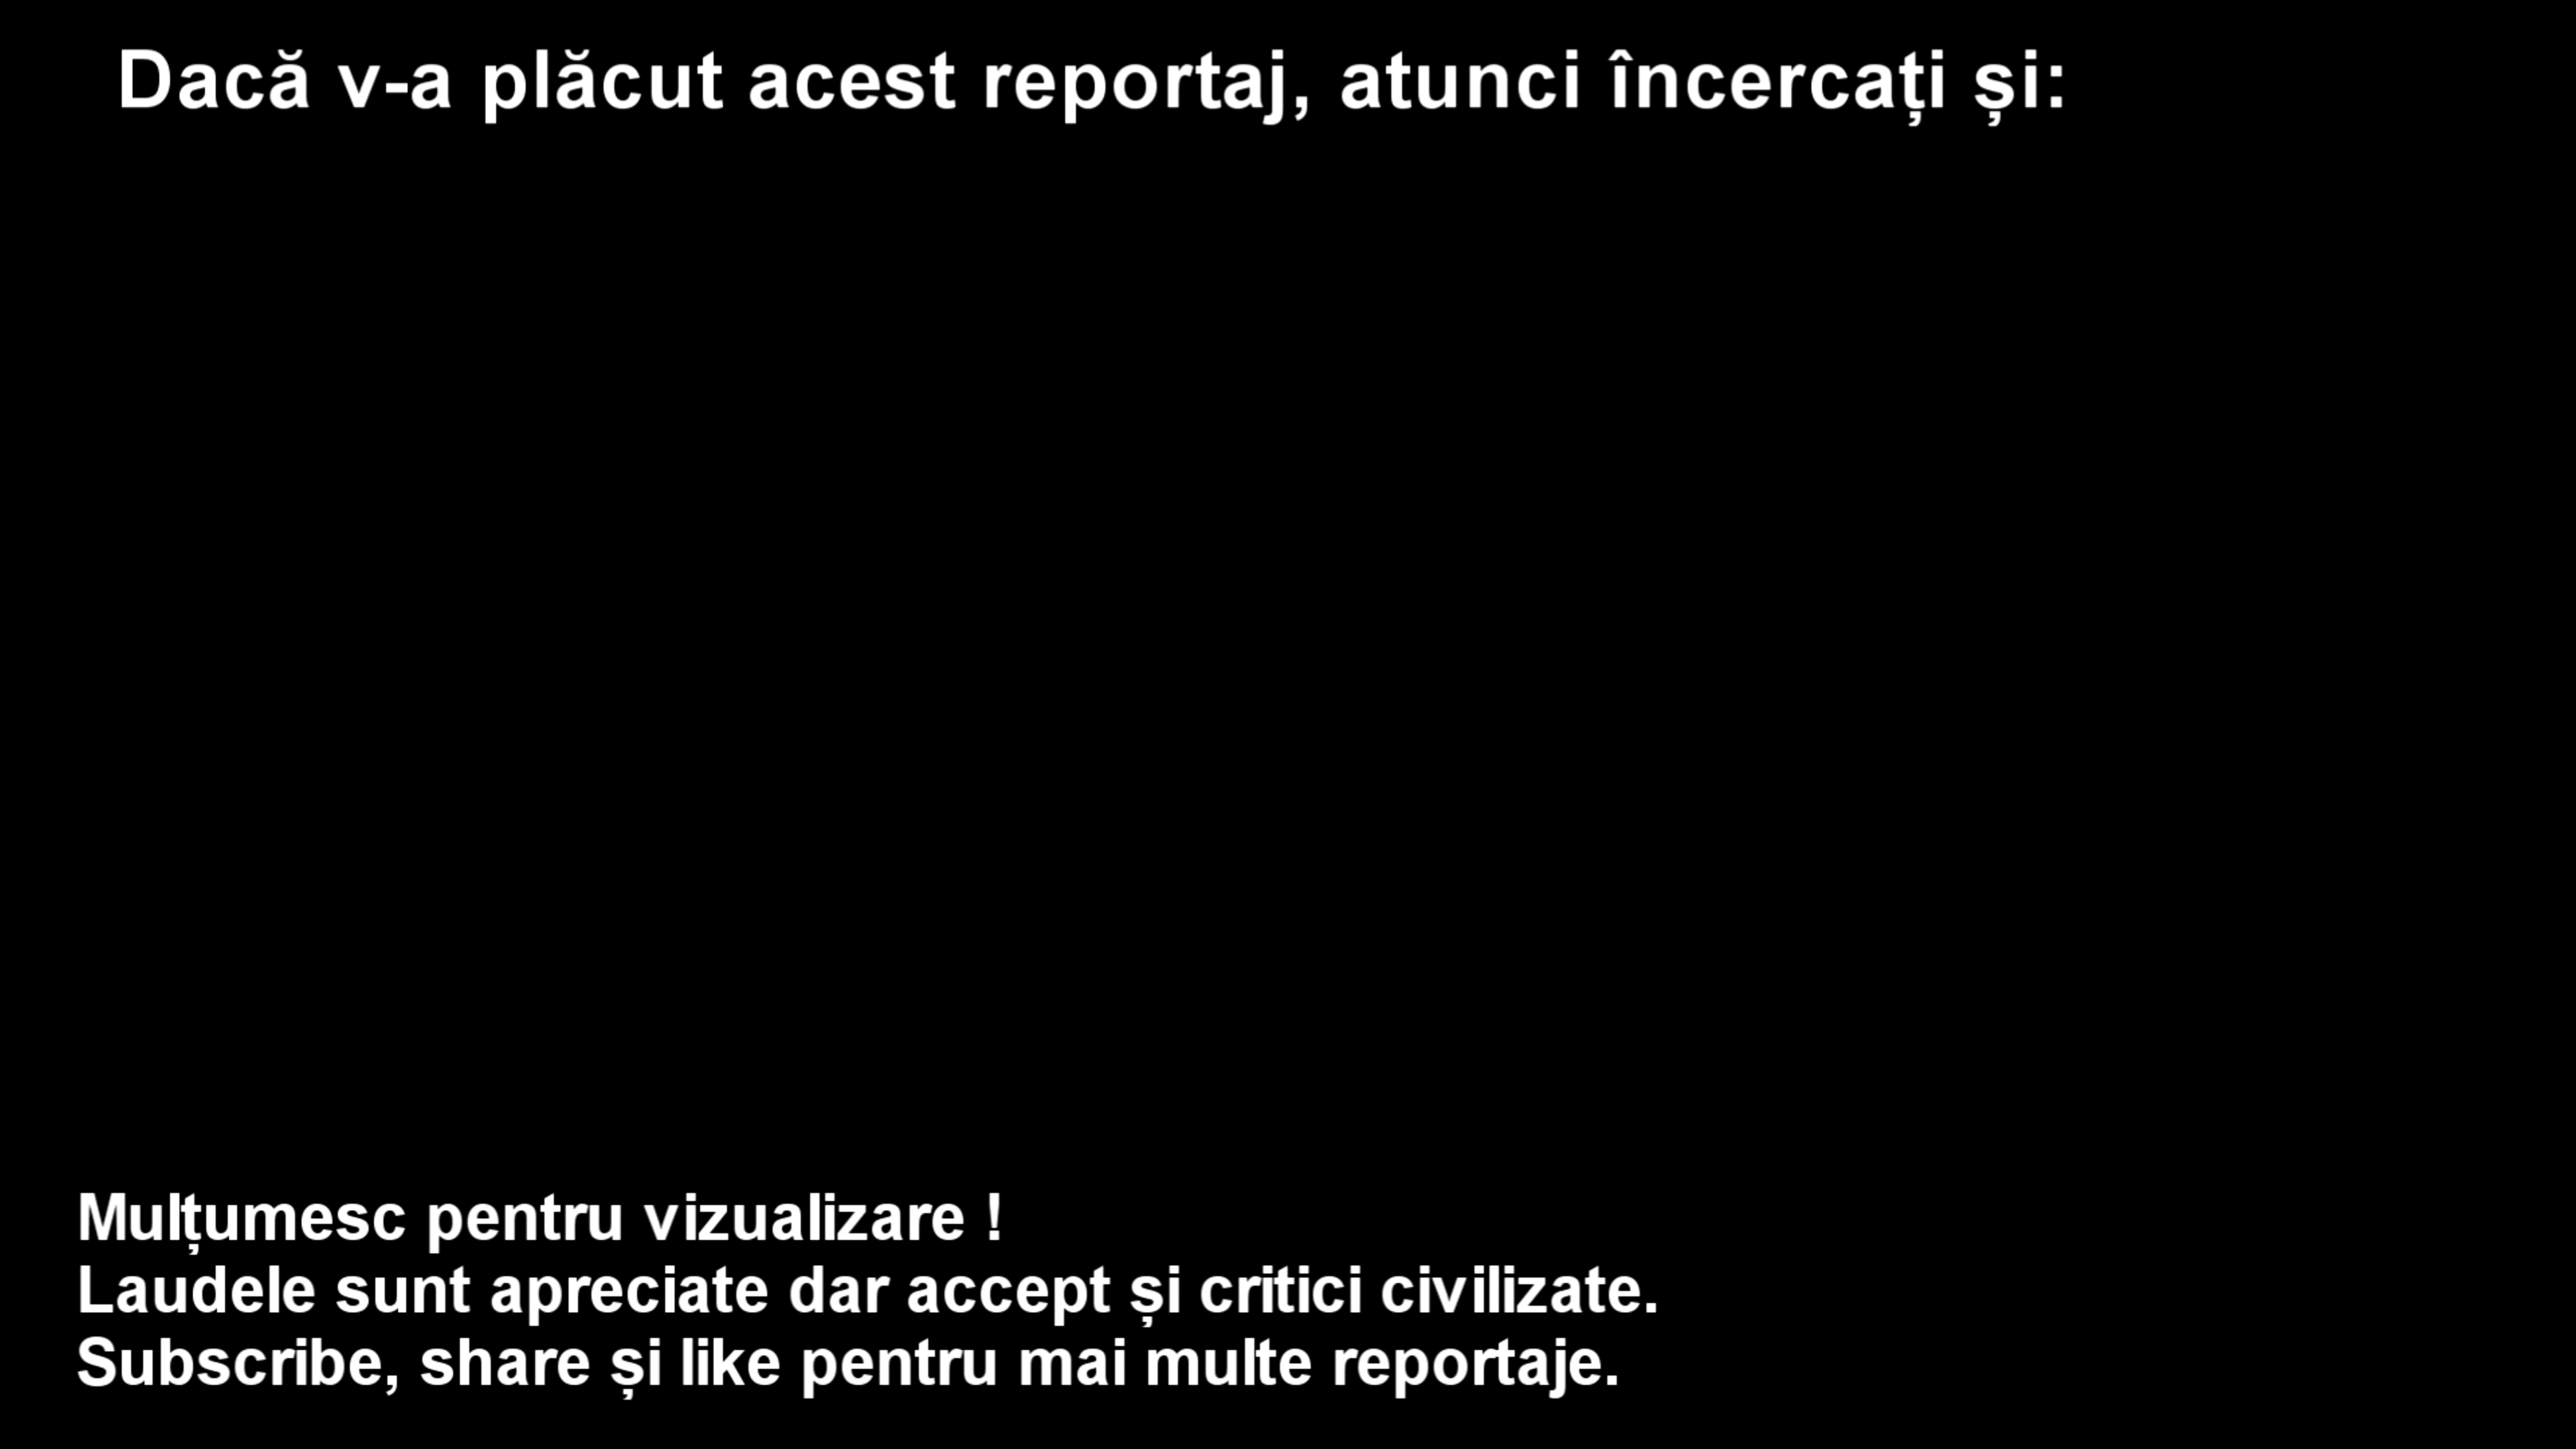 Dacă v-a plăcut acest reportaj, atunci încercați și:
Mulțumesc pentru vizualizare !
Laudele sunt apreciate dar accept și critici civilizate.
Subscribe, share și like pentru mai multe reportaje.